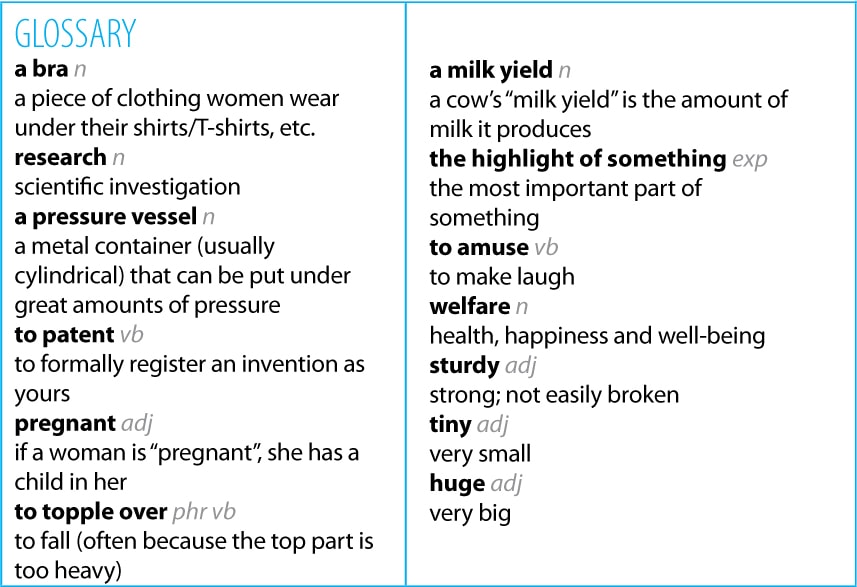 GLOSSARY
a bra n
a piece of clothing women wear
under their shirts/T-shirts, etc.
research n
scientific investigation
a pressure vessel n
a metal container (usually
cylindrical) that can be put under
great amounts of pressure
to patent vb
to formally register an invention as
yours
pregnant adj
if a woman is “pregnant”, she has a
child in her
to topple over phr vb
to fall (often because the top part is
too heavy)
a milk yield n
a cow’s “milk yield” is the amount of
milk it produces
the highlight of something exp
the most important part of
something
to amuse vb
to make laugh
welfare n
health, happiness and well-being
sturdy adj
strong; not easily broken
tiny adj
very small
huge adj
very big